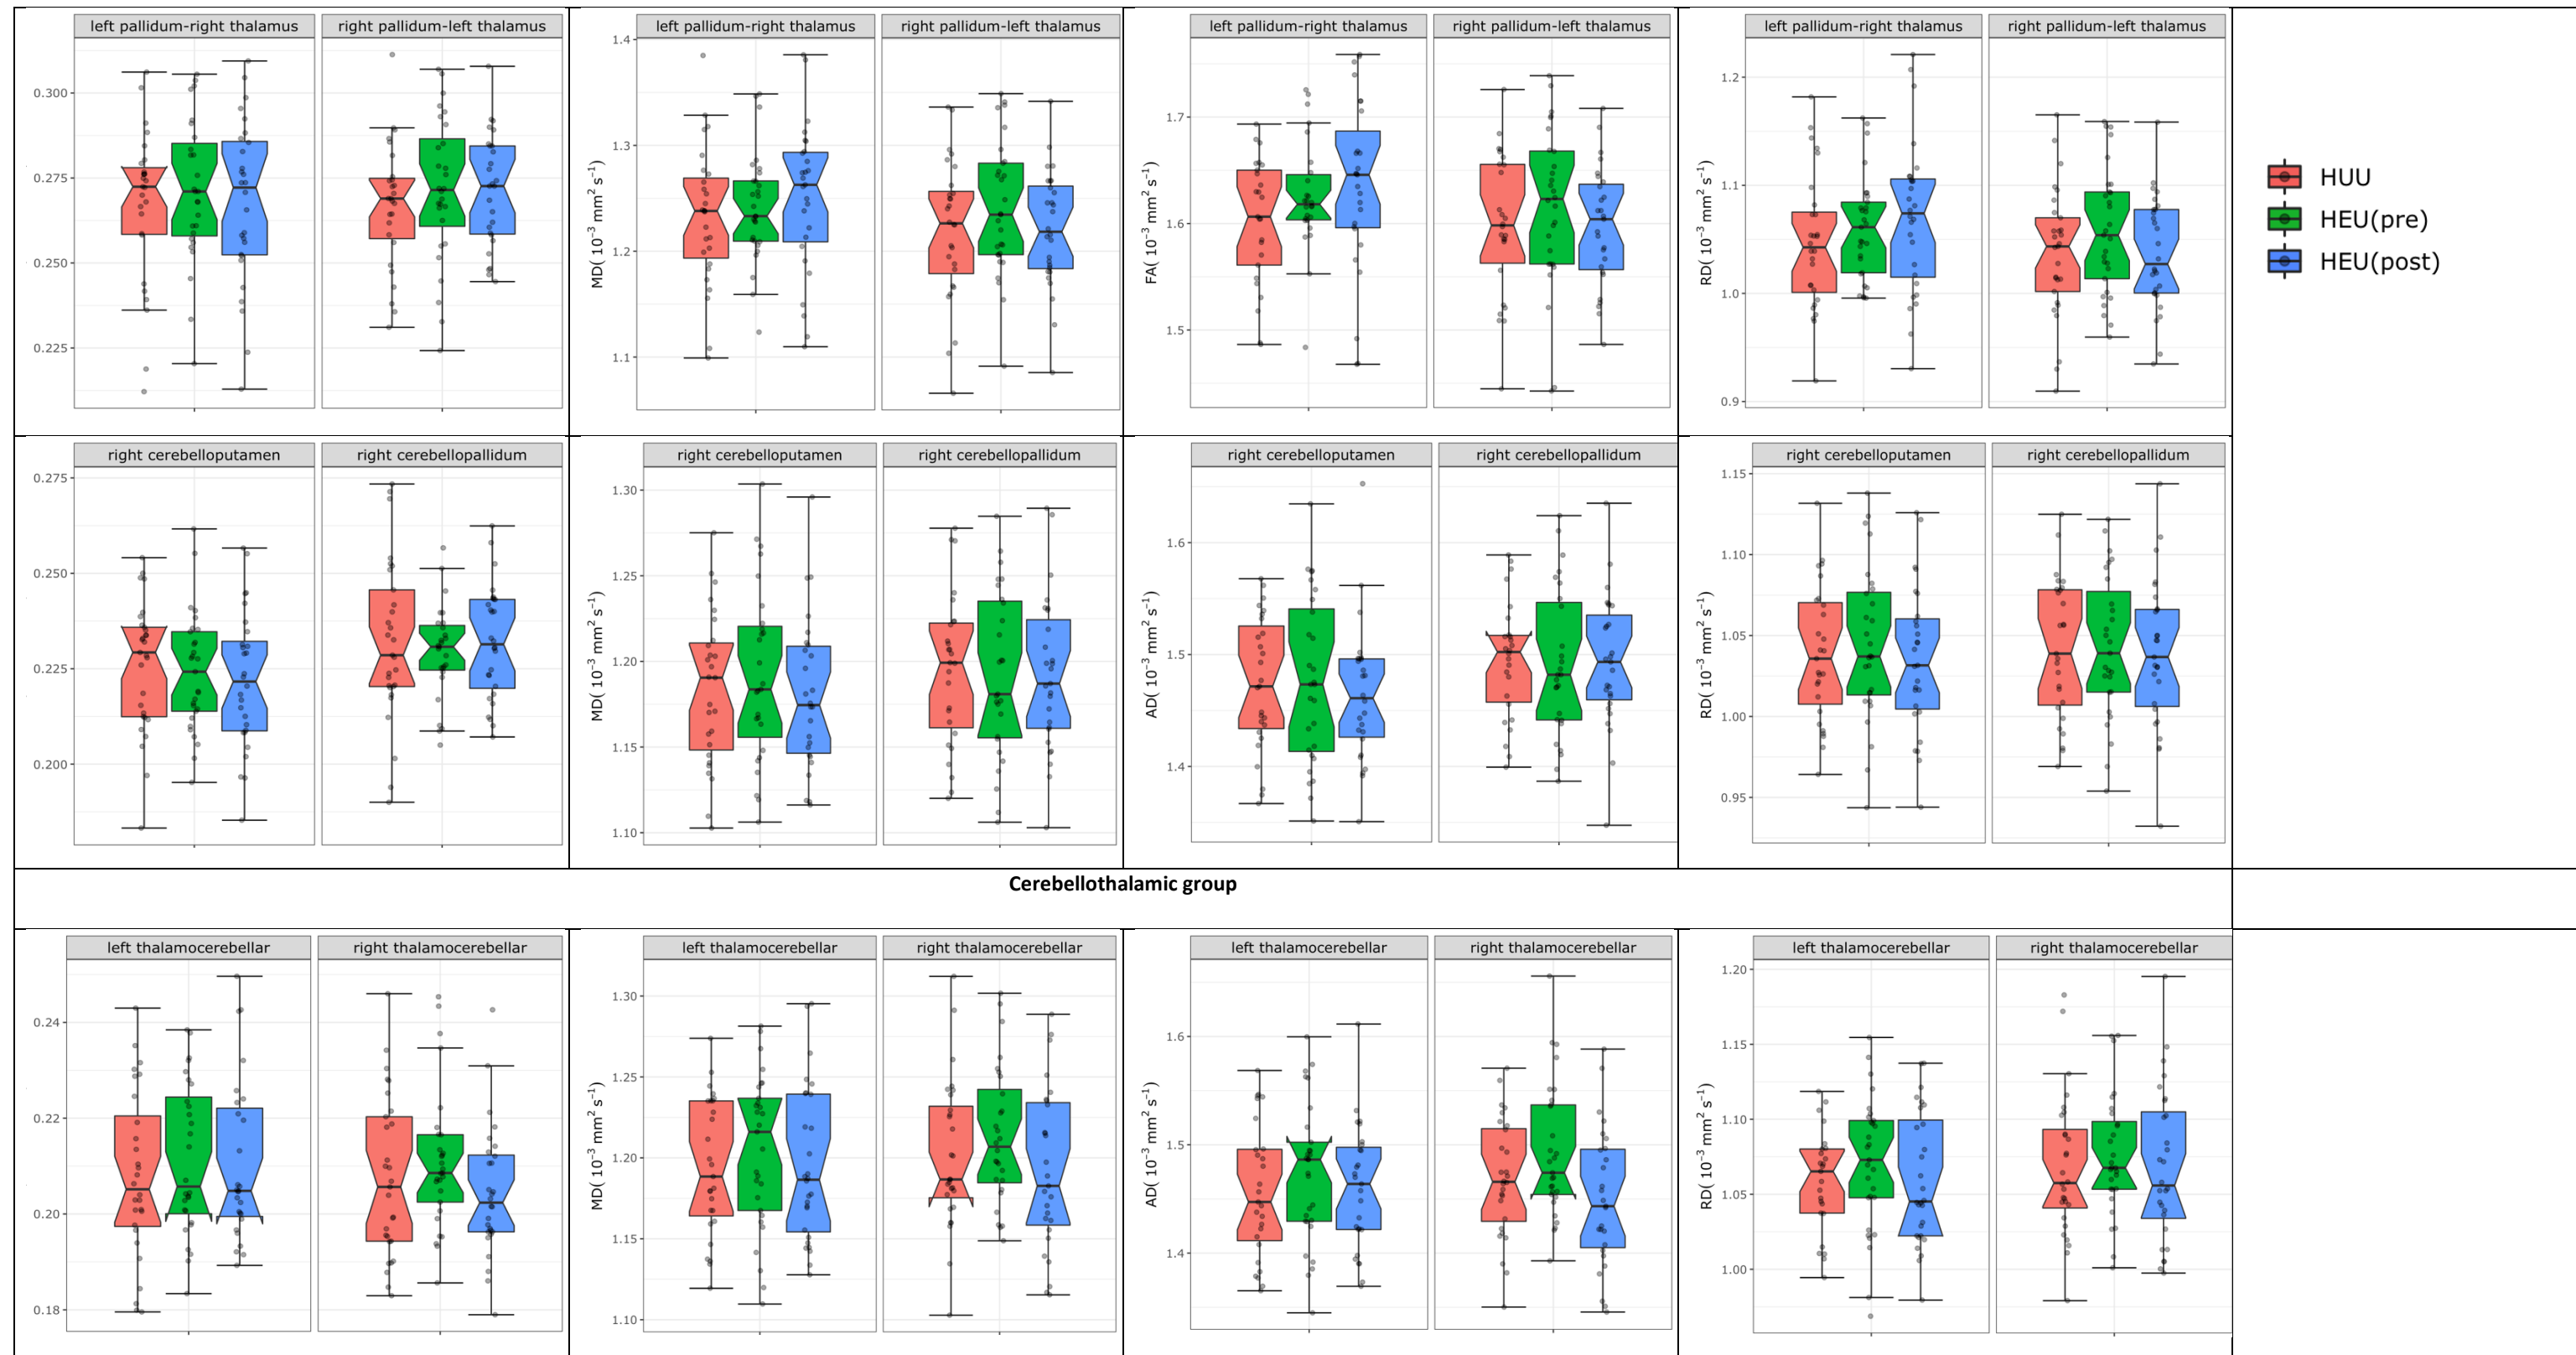 left pallidum-right thalamus right pallidum-left thalamus
0.300
0.275
0.250
0.225
left pallidum-right thalamus right pallidum-left thalamus
MD( 10⁻³ mm² s⁻¹)
1.4
1.3
1.2
1.1
left pallidum-right thalamus right pallidum-left thalamus
FA( 10⁻³ mm² s⁻¹)
1.7
1.6
1.5
left pallidum-right thalamus right pallidum-left thalamus
RD( 10⁻³ mm² s⁻¹)
1.2
1.1
1.0
0.9
HUU
HEU(pre)
HEU(post)
right cerebelloputamen right cerebellopallidum
0.275
0.250
0.225
0.200
right cerebelloputamen right cerebellopallidum
MD( 10⁻³ mm² s⁻¹)
1.30
1.25
1.20
1.15
1.10
right cerebelloputamen right cerebellopallidum
AD( 10⁻³ mm² s⁻¹)
1.6
1.5
1.4
right cerebelloputamen right cerebellopallidum
RD( 10⁻³ mm² s⁻¹)
1.15
1.10
1.05
1.00
0.95
Cerebellothalamic group
left thalamocerebellar right thalamocerebellar
0.24
0.22
0.20
0.18
left thalamocerebellar right thalamocerebellar
MD( 10⁻³ mm² s⁻¹)
1.30
1.25
1.20
1.15
1.10
left thalamocerebellar right thalamocerebellar
AD( 10⁻³ mm² s⁻¹)
1.6
1.5
1.4
left thalamocerebellar right thalamocerebellar
RD( 10⁻³ mm² s⁻¹)
1.20
1.15
1.10
1.05
1.00